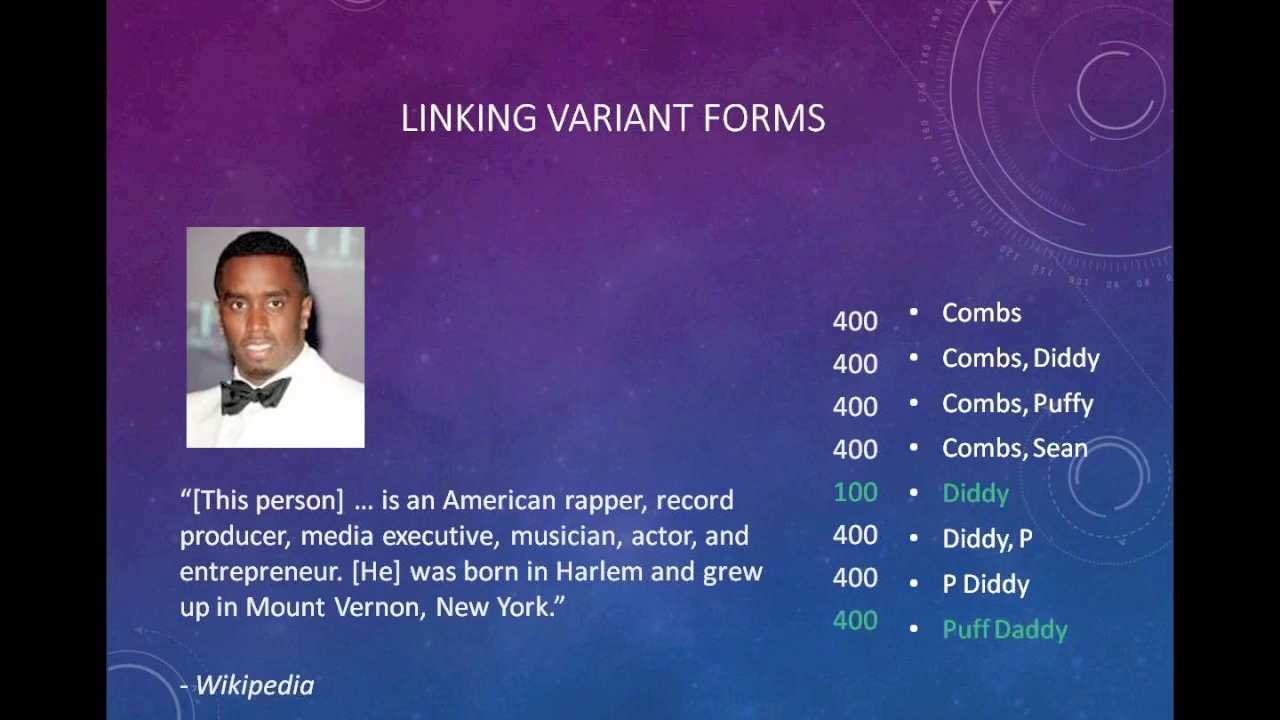 LINKING VARIANT FORMS
“[This person] ... is an American rapper, record
producer, media executive, musician, actor, and
entrepreneur. [He] was born in Harlem and grew
up in Mount Vernon, New York.”
- Wikipedia
400 • Combs
400 • Combs, Diddy
400 • Combs, Puffy
400 • Combs, Sean
100 • Diddy
400 • Diddy, P
400 • P Diddy
400 • Puff Daddy